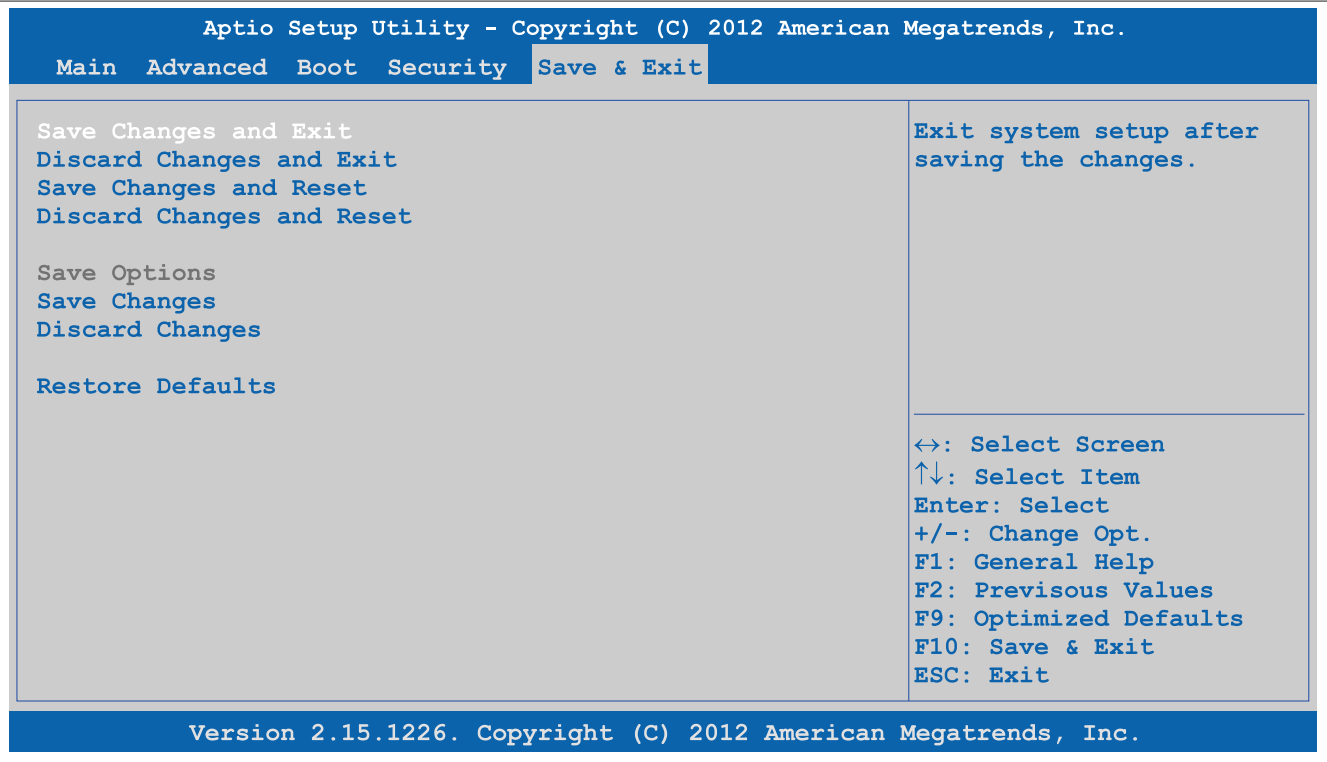 Aptio Setup Utility - Copyright (C) 2012 American Megatrends, Inc.
Main Advanced Boot Security Save & Exit
Save Changes and Exit
Discard Changes and Exit
Save Changes and Reset
Discard Changes and Reset
Save Options
Save Changes
Discard Changes
Restore Defaults
Exit system setup after
saving the changes.
↔: Select Screen
↑↓: Select Item
Enter: Select
+/-: Change Opt.
F1: General Help
F2: Previsous Values
F9: Optimized Defaults
F10: Save & Exit
ESC: Exit
Version 2.15.1226. Copyright (C) 2012 American Megatrends, Inc.